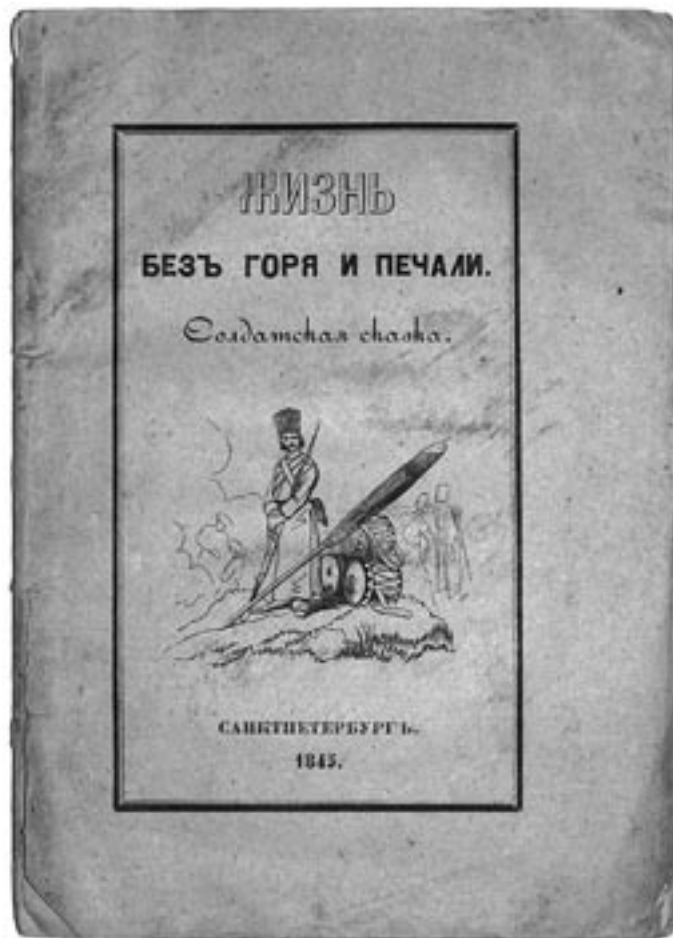 ЖИЗНЬ
БЕЗЪ ГОРЯ И ПЕЧАЛИ.
Солдатская сказка.
САНКТПЕТЕРБУРГЪ.
1845.